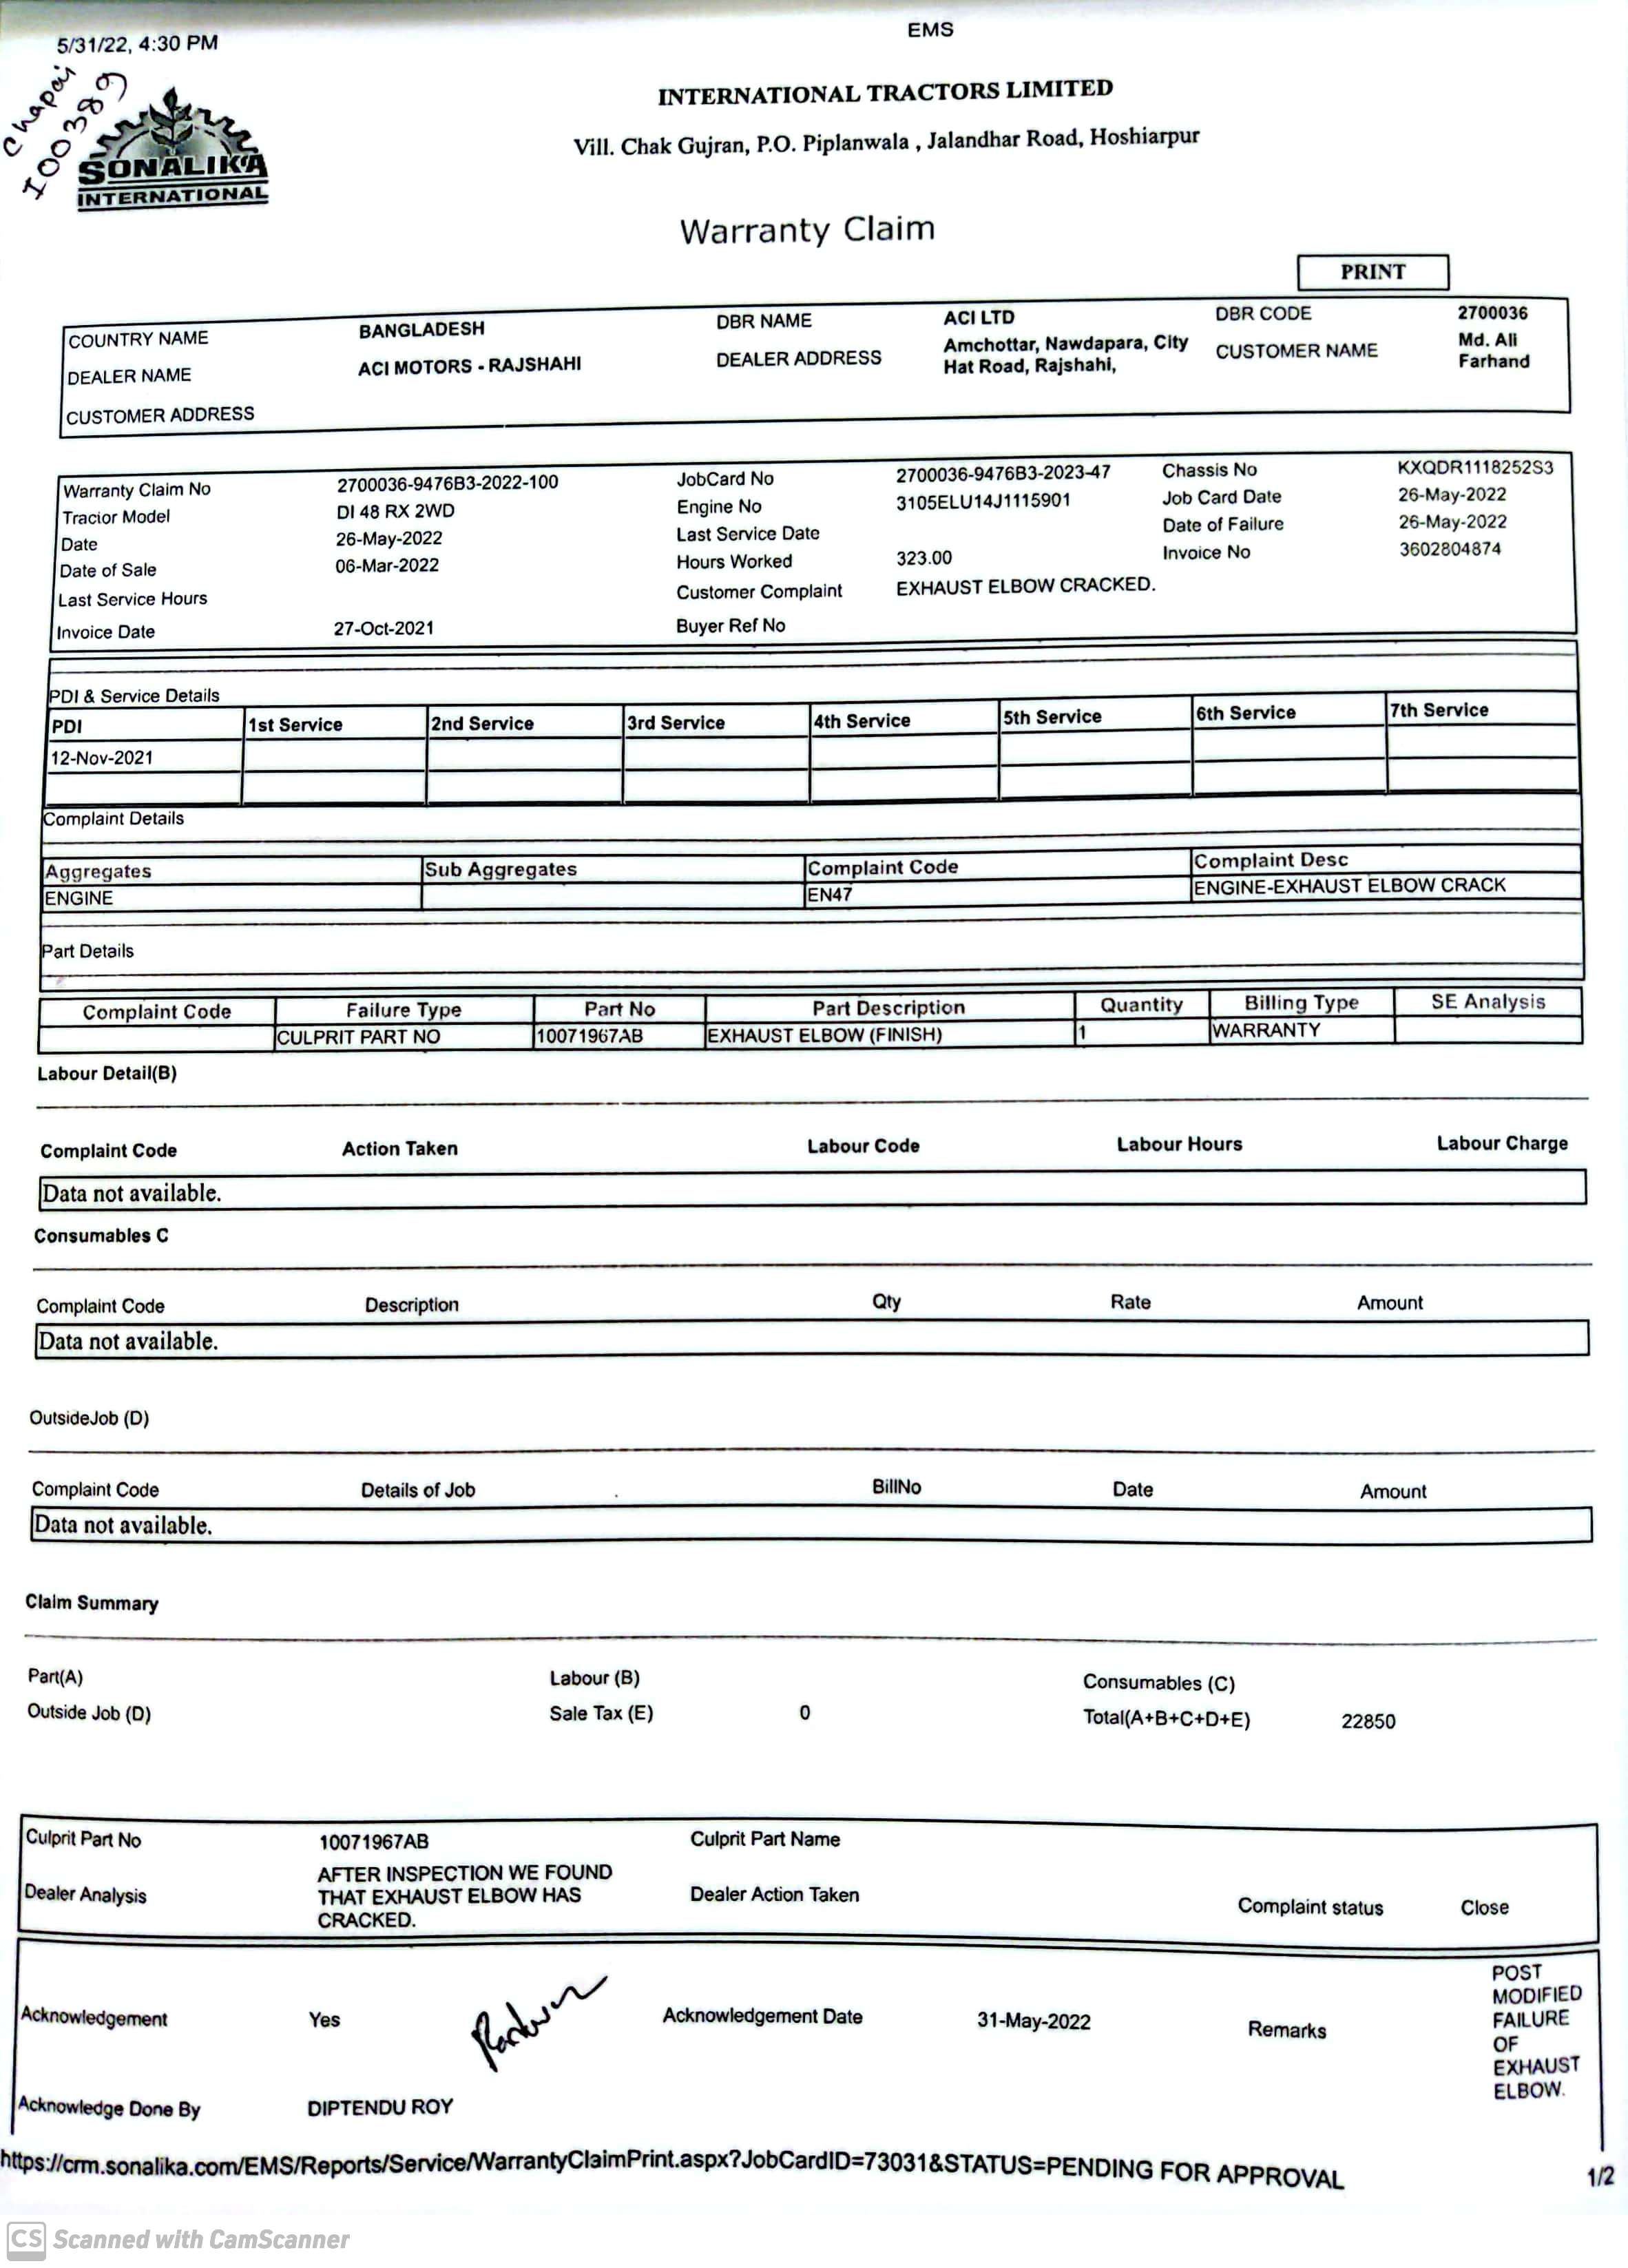 5/31/22, 4:30 PM
EMS
Chapai
I00389
SONALIKA
INTERNATIONAL
INTERNATIONAL TRACTORS LIMITED
Vill. Chak Gujran, P.O. Piplanwala , Jalandhar Road, Hoshiarpur
Warranty Claim
PRINT
COUNTRY NAME BANGLADESH DBR NAME ACI LTD DBR CODE 2700036
DEALER NAME ACI MOTORS - RAJSHAHI DEALER ADDRESS Amchottar, Nawdapara, City Hat Road, Rajshahi, CUSTOMER NAME Md. Ali Farhand
CUSTOMER ADDRESS
Warranty Claim No 2700036-9476B3-2022-100 JobCard No 2700036-9476B3-2023-47 Chassis No KXQDR1118252S3
Tractor Model DI 48 RX 2WD Engine No 3105ELU14J1115901 Job Card Date 26-May-2022
Date 26-May-2022 Last Service Date Date of Failure 26-May-2022
Date of Sale 06-Mar-2022 Hours Worked 323.00 Invoice No 3602804874
Last Service Hours Customer Complaint EXHAUST ELBOW CRACKED.
Invoice Date 27-Oct-2021 Buyer Ref No
PDI & Service Details
PDI 1st Service 2nd Service 3rd Service 4th Service 5th Service 6th Service 7th Service
12-Nov-2021
Complaint Details
Aggregates Sub Aggregates Complaint Code Complaint Desc
ENGINE EN47 ENGINE-EXHAUST ELBOW CRACK
Part Details
Complaint Code Failure Type Part No Part Description Quantity Billing Type SE Analysis
CULPRIT PART NO 10071967AB EXHAUST ELBOW (FINISH) 1 WARRANTY
Labour Detail(B)
Complaint Code Action Taken Labour Code Labour Hours Labour Charge
Data not available.
Consumables C
Complaint Code Description Qty Rate Amount
Data not available.
OutsideJob (D)
Complaint Code Details of Job BillNo Date Amount
Data not available.
Claim Summary
Part(A) Labour (B) Consumables (C)
Outside Job (D) Sale Tax (E) 0 Total(A+B+C+D+E) 22850
Culprit Part No 10071967AB Culprit Part Name
Dealer Analysis AFTER INSPECTION WE FOUND THAT EXHAUST ELBOW HAS CRACKED. Dealer Action Taken Complaint status Close
Acknowledgement Yes Acknowledgement Date 31-May-2022 Remarks POST MODIFIED FAILURE OF EXHAUST ELBOW.
Acknowledge Done By DIPTENDU ROY
https://crm.sonalika.com/EMS/Reports/Service/WarrantyClaimPrint.aspx?JobCardID=73031&STATUS=PENDING FOR APPROVAL 1/2
CS Scanned with CamScanner